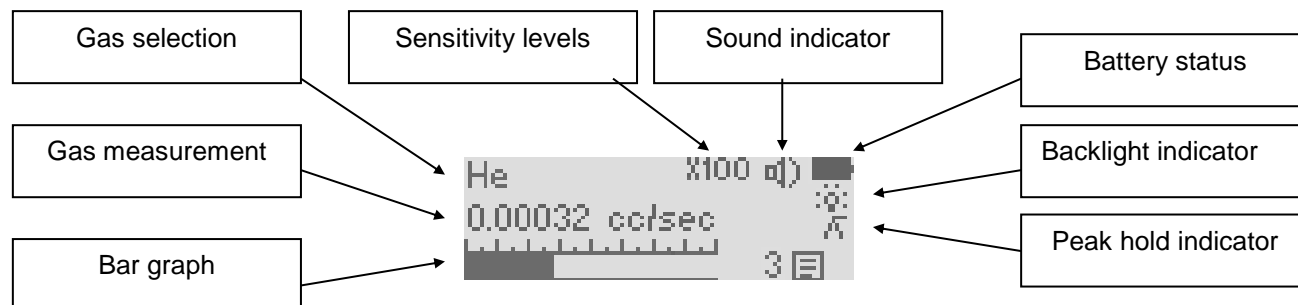 Gas selection
Sensitivity levels
Sound indicator
Battery status
Gas measurement
Backlight indicator
Bar graph
Peak hold indicator
He
X100
0.00032 cc/sec
3